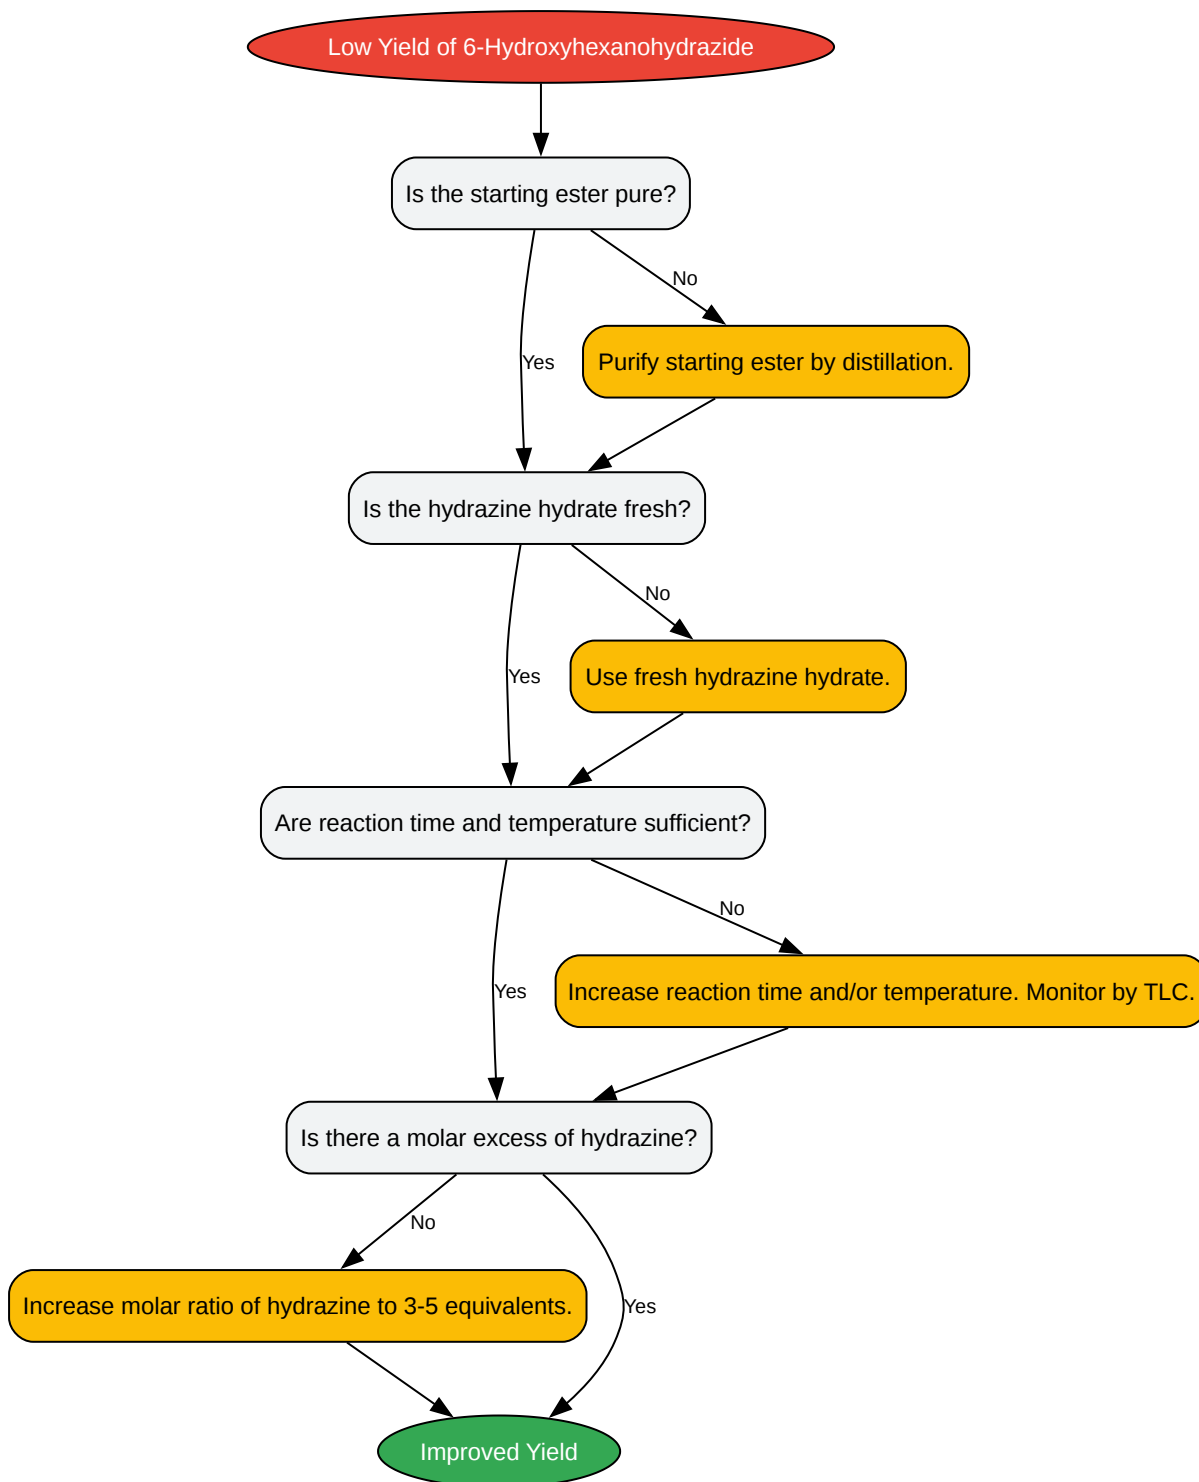 Low Yield of 6-Hydroxyhexanohydrazide
Is the starting ester pure?
No
Yes
Purify starting ester by distillation.
Is the hydrazine hydrate fresh?
No
Yes
Use fresh hydrazine hydrate.
Are reaction time and temperature sufficient?
No
Yes
Increase reaction time and/or temperature. Monitor by TLC.
Is there a molar excess of hydrazine?
No
Increase molar ratio of hydrazine to 3-5 equivalents.
Yes
Improved Yield